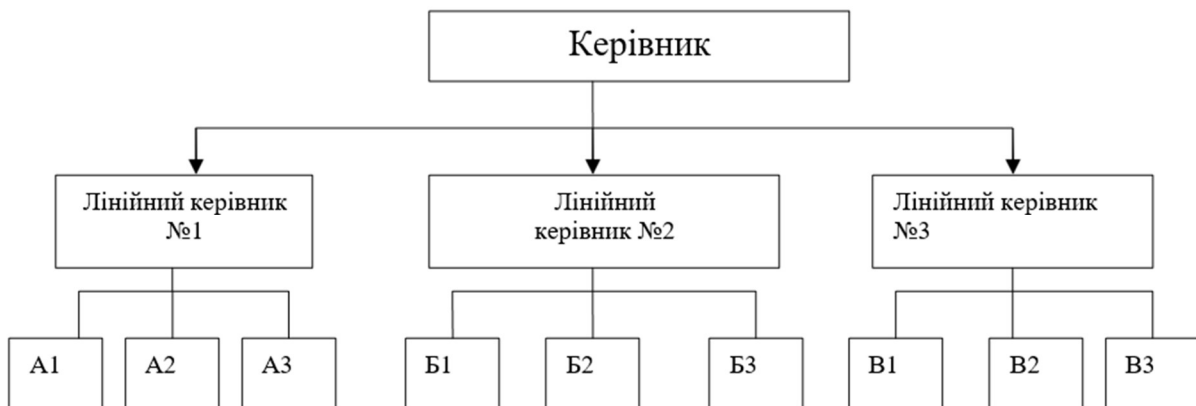 Керівник
Лінійний керівник
№1
Лінійний
керівник №2
Лінійний керівник
№3
А1
А2
А3
Б1
Б2
Б3
В1
В2
В3